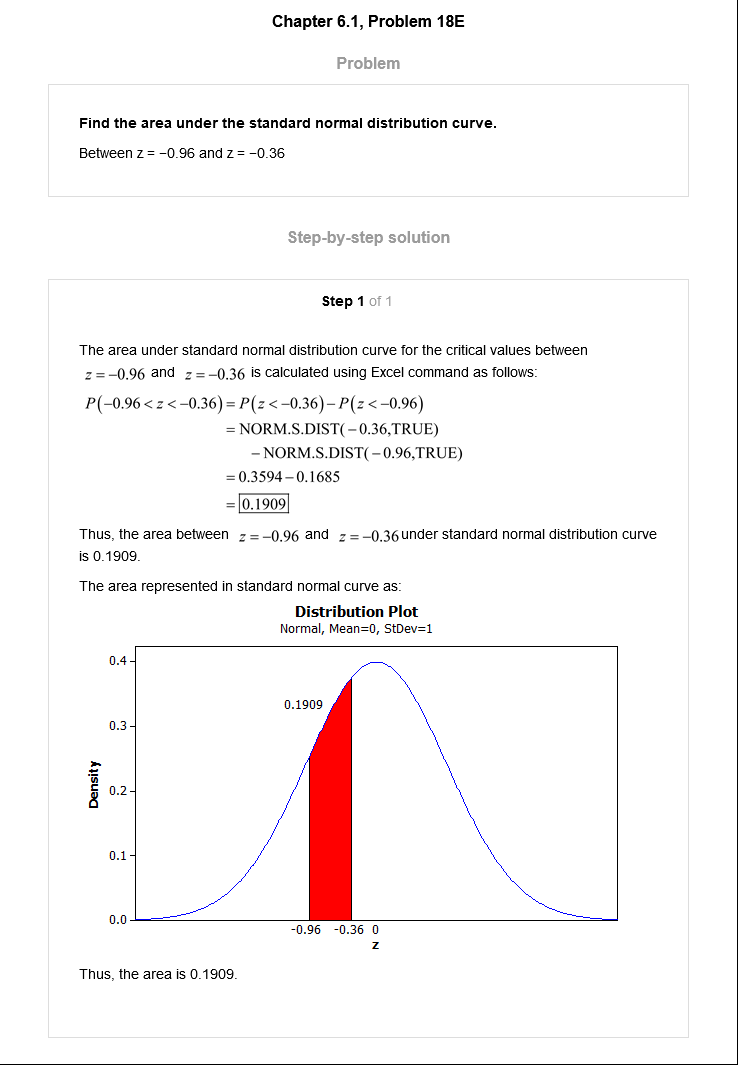 Chapter 6.1, Problem 18E
Problem
Find the area under the standard normal distribution curve.
Between z = −0.96 and z = −0.36
Step-by-step solution
Step 1 of 1
The area under standard normal distribution curve for the critical values between
z = −0.96 and z = −0.36 is calculated using Excel command as follows:
P(−0.96 < z < −0.36) = P(z < −0.36) − P(z < −0.96)
= NORM.S.DIST(−0.36,TRUE)
− NORM.S.DIST(−0.96,TRUE)
= 0.3594 − 0.1685
= 0.1909
Thus, the area between z = −0.96 and z = −0.36 under standard normal distribution curve
is 0.1909.
The area represented in standard normal curve as:
Distribution Plot
Normal, Mean=0, StDev=1
0.4
0.1909
0.3
Density
0.2
0.1
0.0
-0.96 -0.36 0
z
Thus, the area is 0.1909.